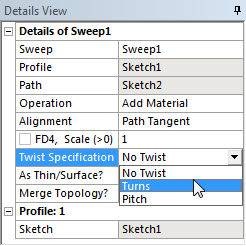 Details View
Details of Sweep1
Sweep Sweep1
Profile Sketch1
Path Sketch2
Operation Add Material
Alignment Path Tangent
FD4, Scale (>0) 1
Twist Specification No Twist
As Thin/Surface? No Twist
Turns
Merge Topology? Pitch
Profile: 1
Sketch Sketch1